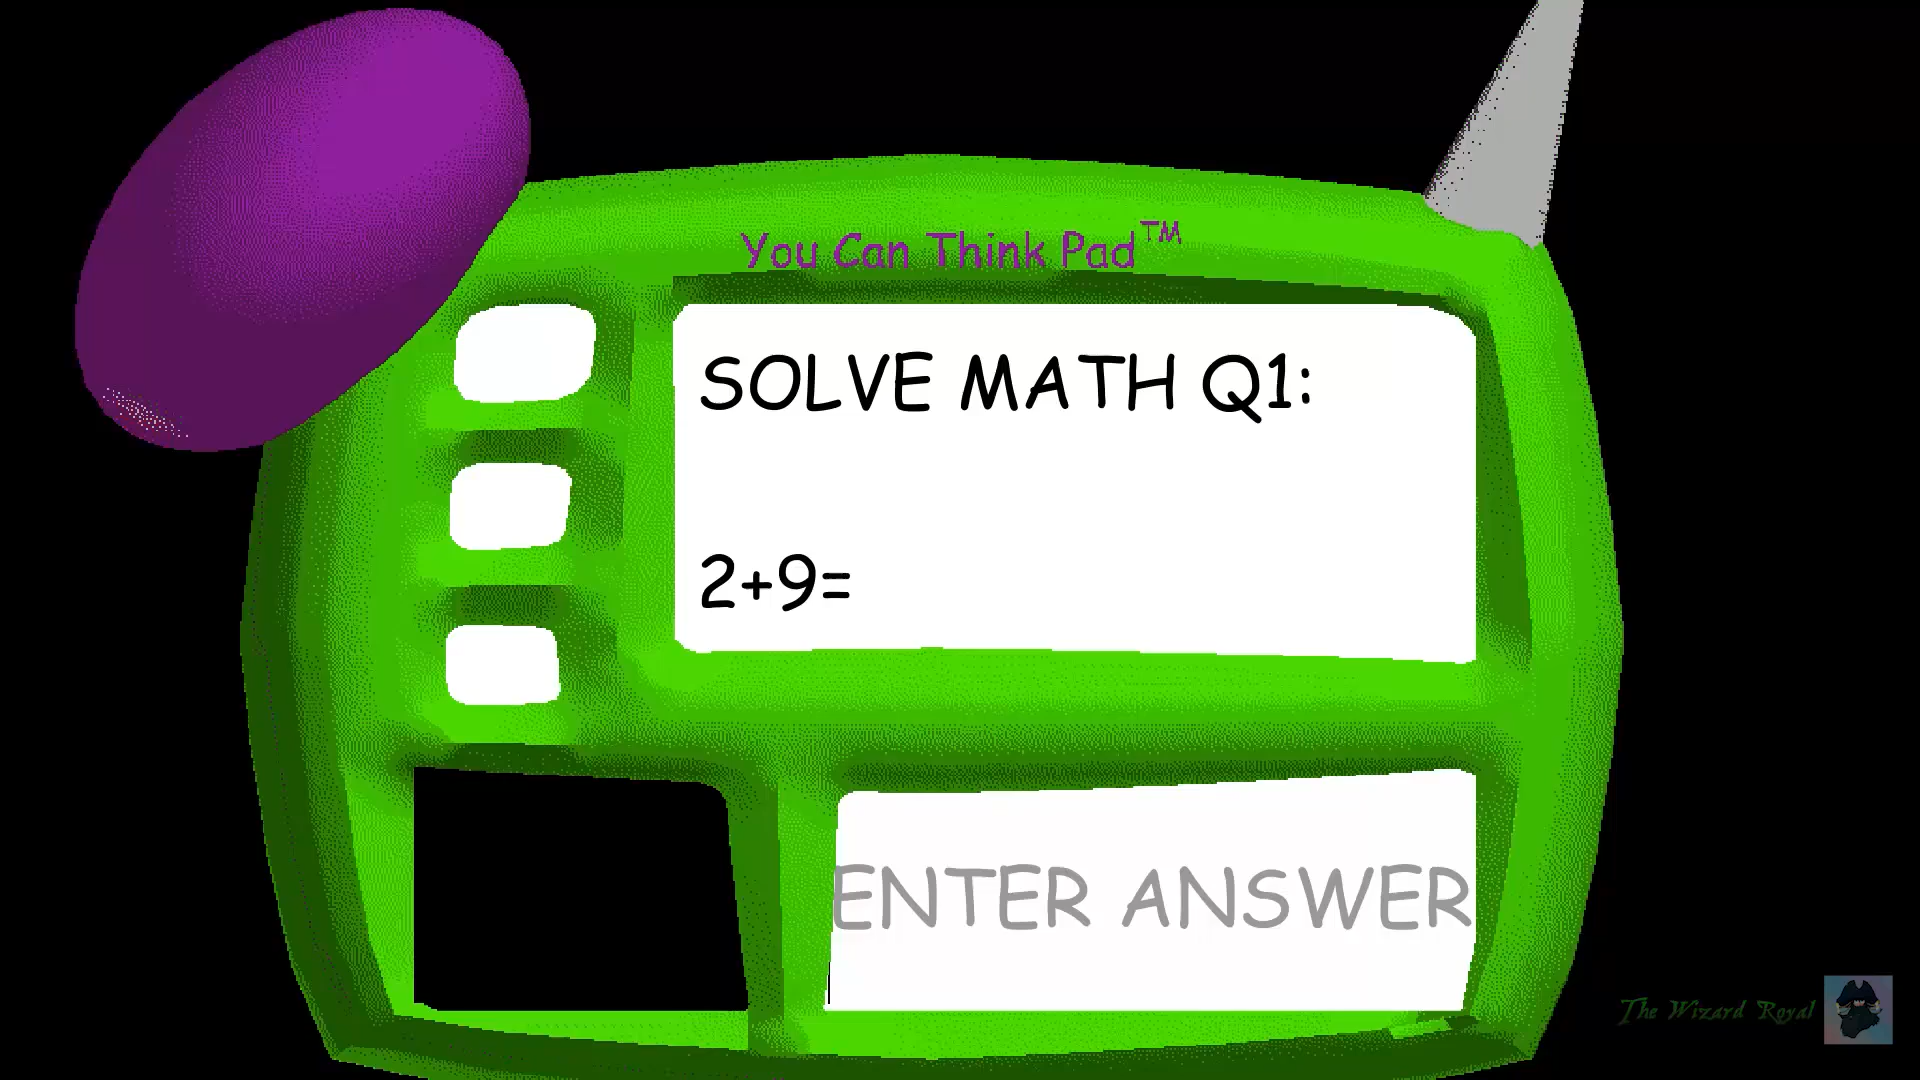 You Can Think Pad™
SOLVE MATH Q1:
2+9=
ENTER ANSWER
The Wizard Royal